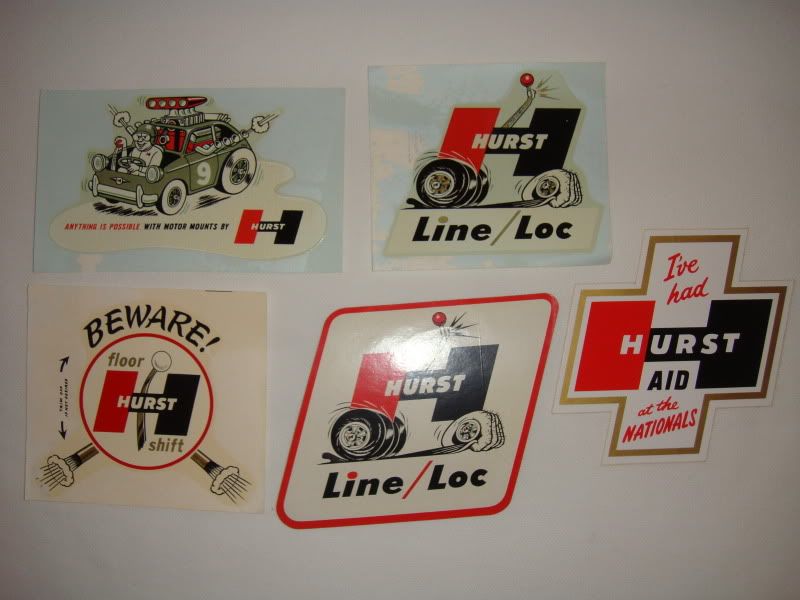 9
ANYTHING IS POSSIBLE WITH MOTOR MOUNTS BY HURST
HURST
Line/Loc
BEWARE!
floor
HURST
shift
HURST
Line/Loc
I've
had
HURST
AID
at the
NATIONALS